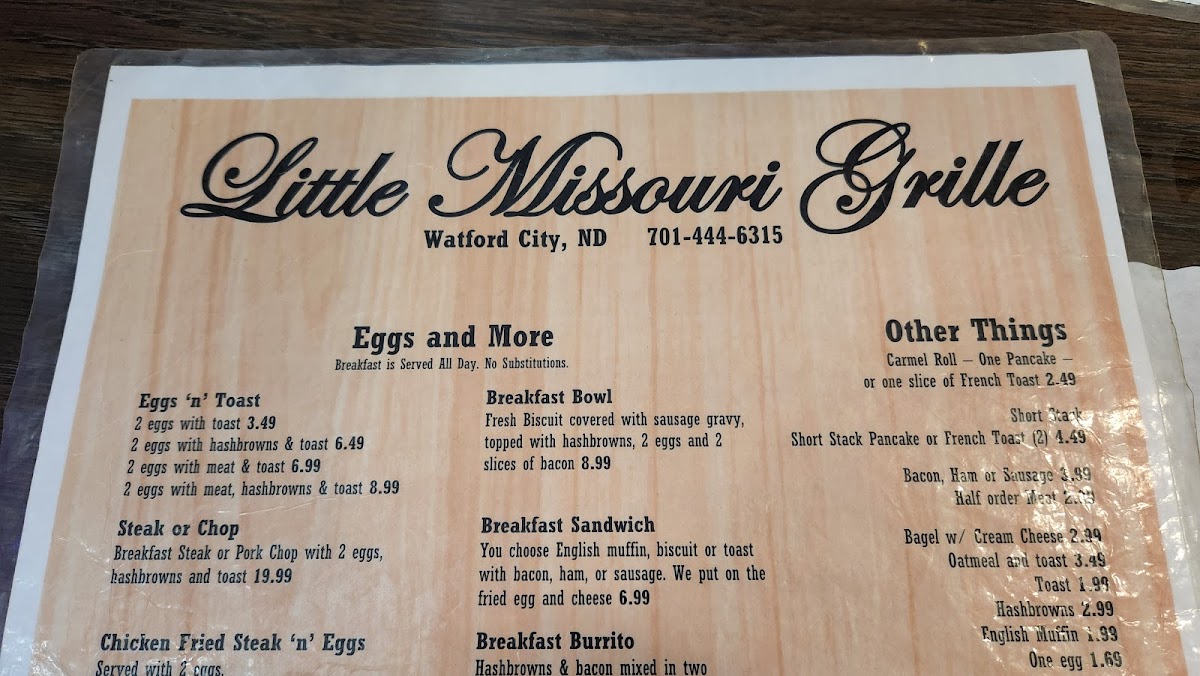 Little Missouri Grille
Watford City, ND 701-444-6315
Eggs and More
Breakfast is Served All Day. No Substitutions.
Eggs ‘n’ Toast
2 eggs with toast 3.49
2 eggs with hashbrowns & toast 6.49
2 eggs with meat & toast 6.99
2 eggs with meat, hashbrowns & toast 8.99
Steak or Chop
Breakfast Steak or Pork Chop with 2 eggs,
hashbrowns and toast 19.99
Chicken Fried Steak ‘n’ Eggs
Served with 2 eggs,
Breakfast Bowl
Fresh Biscuit covered with sausage gravy,
topped with hashbrowns, 2 eggs and 2
slices of bacon 8.99
Breakfast Sandwich
You choose English muffin, biscuit or toast
with bacon, ham, or sausage. We put on the
fried egg and cheese 6.99
Breakfast Burrito
Hashbrowns & bacon mixed in two
Other Things
Carmel Roll – One Pancake –
or one slice of French Toast 2.49
Short Stack
Short Stack Pancake or French Toast (2) 4.49
Bacon, Ham or Sausage 3.99
Half order Meat
Bagel w/ Cream Cheese 2.99
Oatmeal and toast 3.49
Toast 1.99
Hashbrowns 2.99
English Muffin 1.99
One egg 1.69